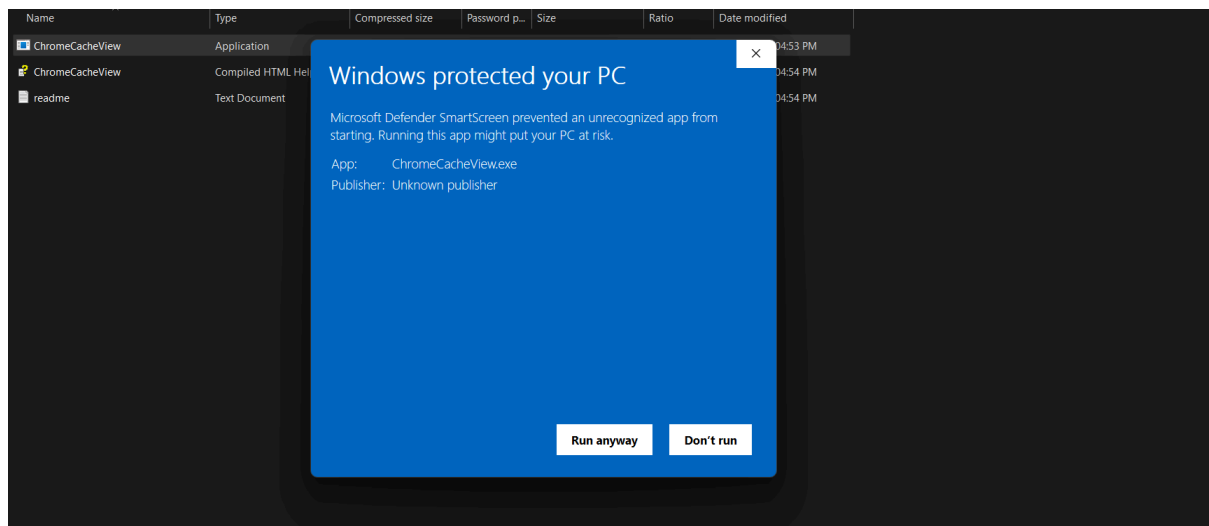 Name Type Compressed size Password p... Size Ratio Date modified
ChromeCacheView Application 04:53 PM
ChromeCacheView Compiled HTML Hel 04:54 PM
readme Text Document 04:54 PM
×
Windows protected your PC
Microsoft Defender SmartScreen prevented an unrecognized app from
starting. Running this app might put your PC at risk.
App: ChromeCacheView.exe
Publisher: Unknown publisher
Run anyway Don't run